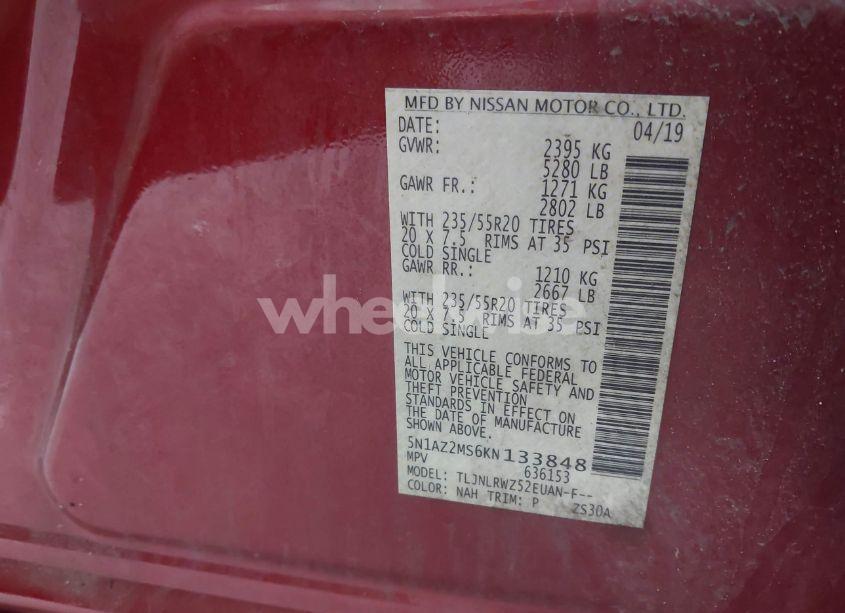 MFD BY NISSAN MOTOR CO., LTD.
DATE: 04/19
GVWR: 2395 KG
5280 LB
GAWR FR.: 1271 KG
2802 LB
WITH 235/55R20 TIRES
20 X 7.5 RIMS AT 35 PSI
COLD SINGLE
GAWR RR.: 1210 KG
2667 LB
WITH 235/55R20 TIRES
20 X 7.5 RIMS AT 35 PSI
COLD SINGLE
wheelwise
THIS VEHICLE CONFORMS TO
ALL APPLICABLE FEDERAL
MOTOR VEHICLE SAFETY AND
THEFT PREVENTION
STANDARDS IN EFFECT ON
THE DATE OF MANUFACTURE
SHOWN ABOVE.
5N1AZ2MS6KN133848
MPV 636153
MODEL: TLJNLRWZ52EUAN-F--
COLOR: NAH TRIM: P ZS30A